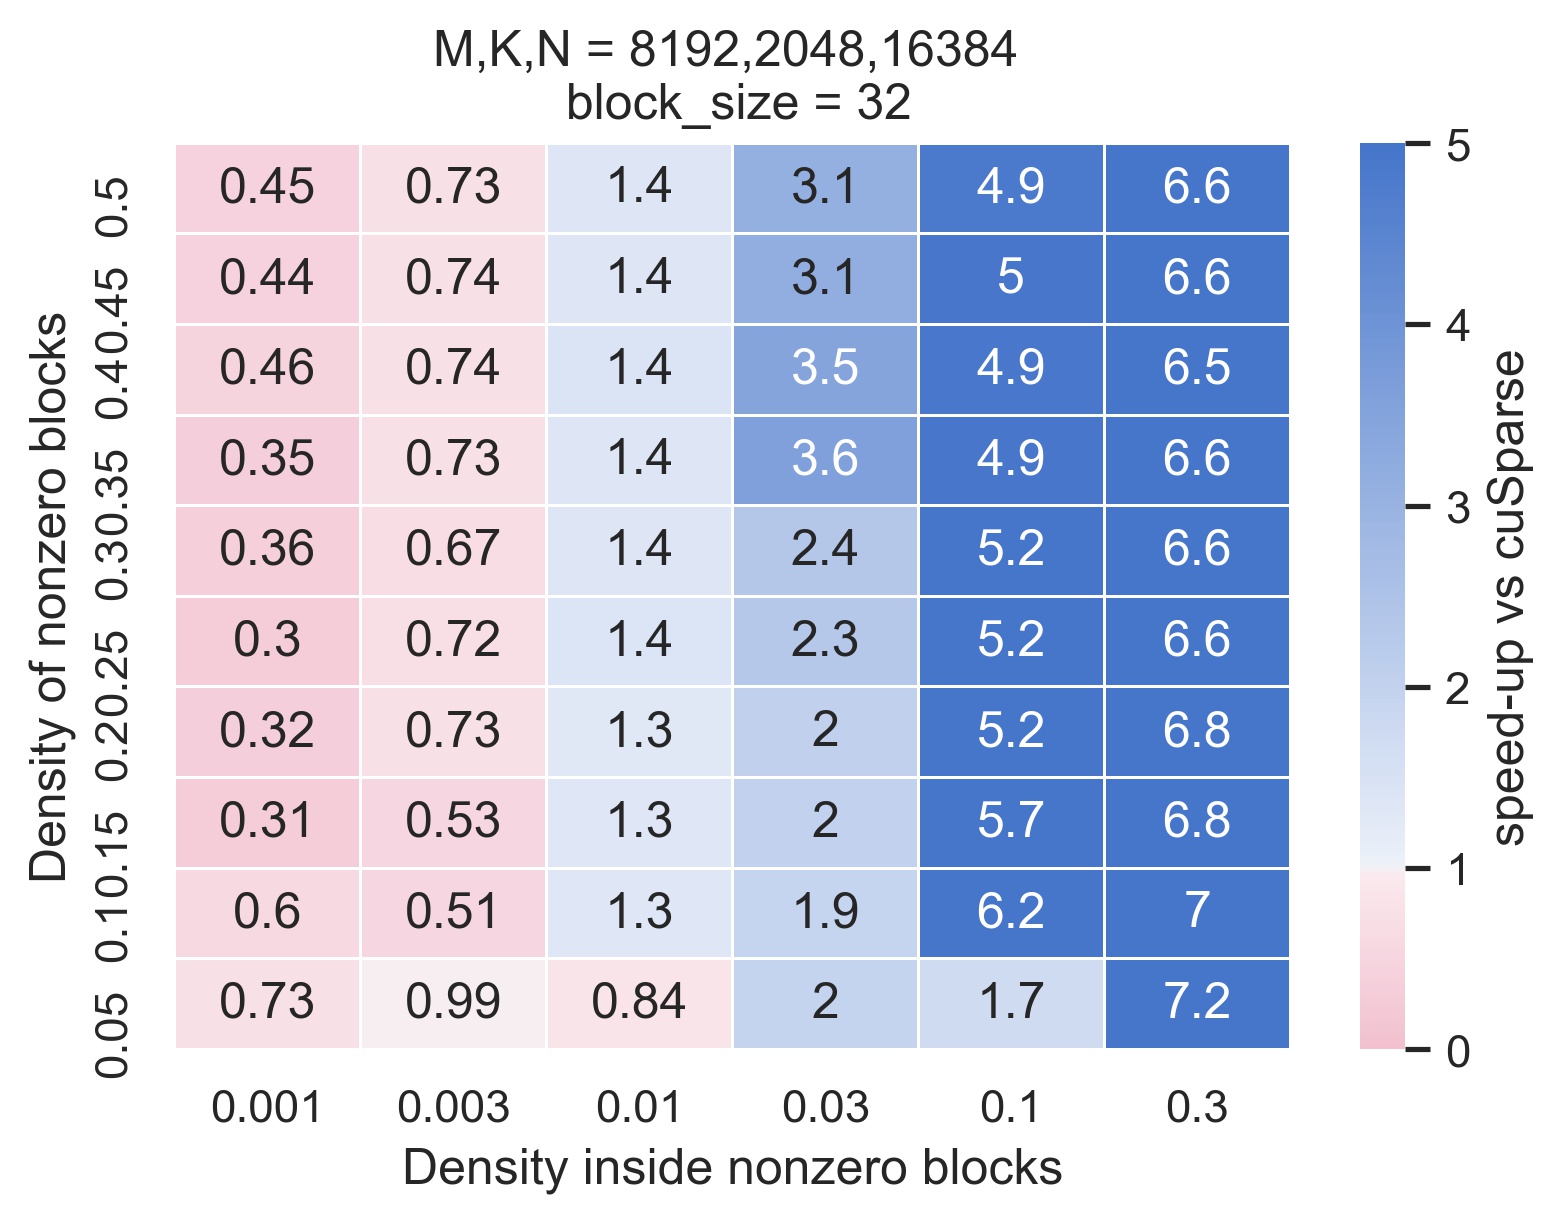 M,K,N = 8192,2048,16384
block_size = 32
Density of nonzero blocks
0.5 0.45 0.73 1.4 3.1 4.9 6.6
0.45 0.44 0.74 1.4 3.1 5 6.6
0.4 0.46 0.74 1.4 3.5 4.9 6.5
0.35 0.35 0.73 1.4 3.6 4.9 6.6
0.3 0.36 0.67 1.4 2.4 5.2 6.6
0.25 0.3 0.72 1.4 2.3 5.2 6.6
0.2 0.32 0.73 1.3 2 5.2 6.8
0.15 0.31 0.53 1.3 2 5.7 6.8
0.1 0.6 0.51 1.3 1.9 6.2 7
0.05 0.73 0.99 0.84 2 1.7 7.2
0.001 0.003 0.01 0.03 0.1 0.3
Density inside nonzero blocks
5
4
3
2
1
0
speed-up vs cuSparse